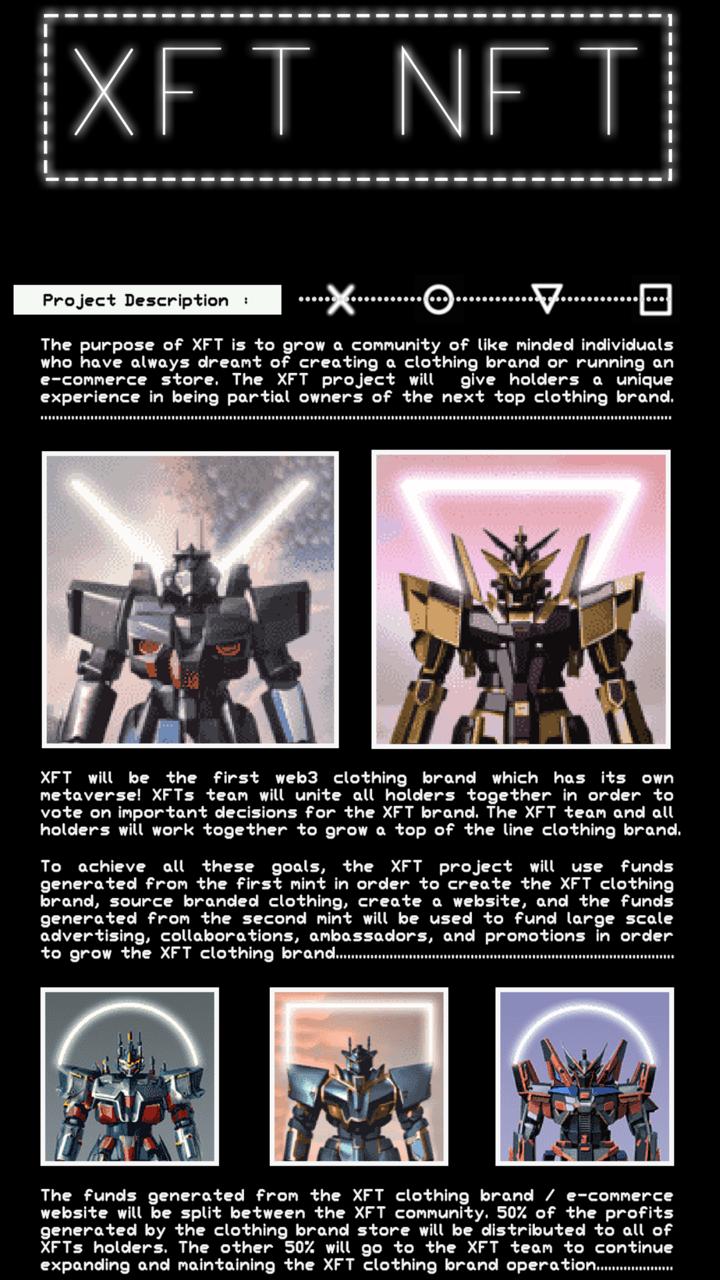 XFT NFT
Project Description :
The purpose of XFT is to grow a community of like minded individuals
who have always dreamt of creating a clothing brand or running an
e-commerce store. The XFT project will give holders a unique
experience in being partial owners of the next top clothing brand.
XFT will be the first web3 clothing brand which has its own
metaverse! XFTs team will unite all holders together in order to
vote on important decisions for the XFT brand. The XFT team and all
holders will work together to grow a top of the line clothing brand.
To achieve all these goals, the XFT project will use funds
generated from the first mint in order to create the XFT clothing
brand, source branded clothing, create a website, and the funds
generated from the second mint will be used to fund large scale
advertising, collaborations, ambassadors, and promotions in order
to grow the XFT clothing brand
The funds generated from the XFT clothing brand / e-commerce
website will be split between the XFT community. 50% of the profits
generated by the clothing brand store will be distributed to all of
XFTs holders. The other 50% will go to the XFT team to continue
expanding and maintaining the XFT clothing brand operation